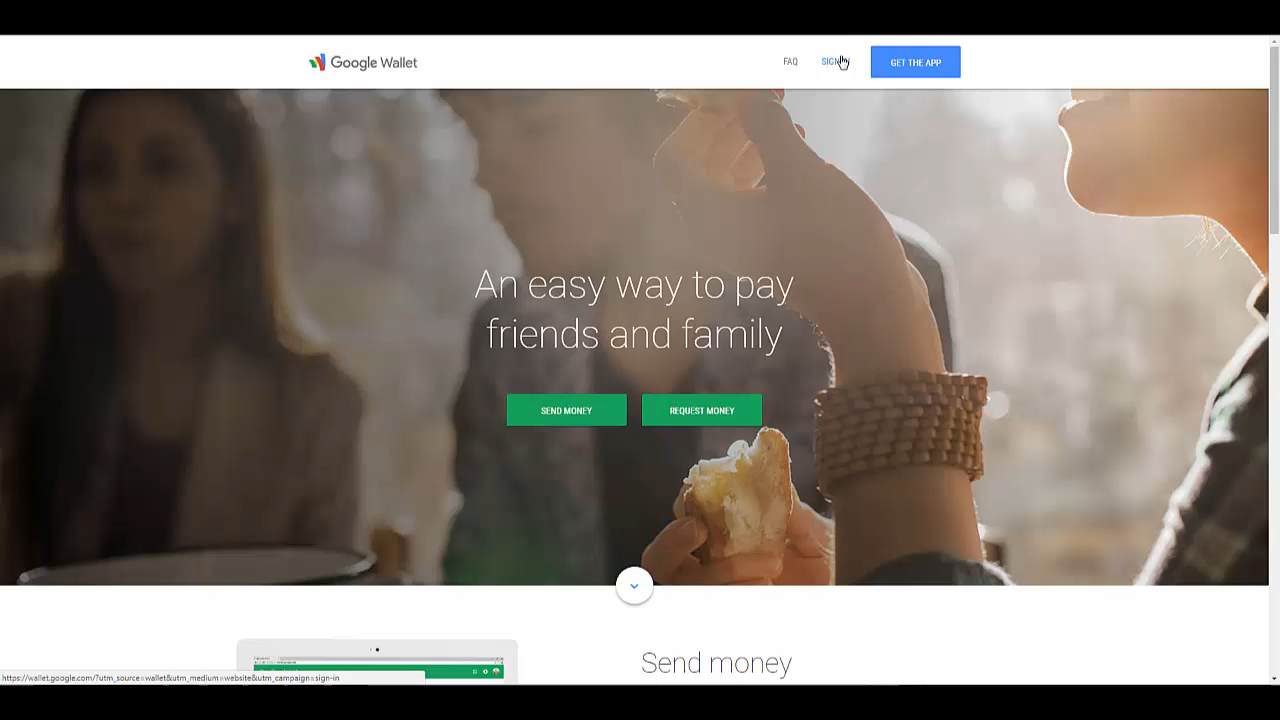 Google Wallet
FAQ
SIGN
GET THE APP
An easy way to pay
friends and family
SEND MONEY
REQUEST MONEY
Send money
https://wallet.google.com/?utm_source=wallet&utm_medium=website&utm_campaign=sign-in